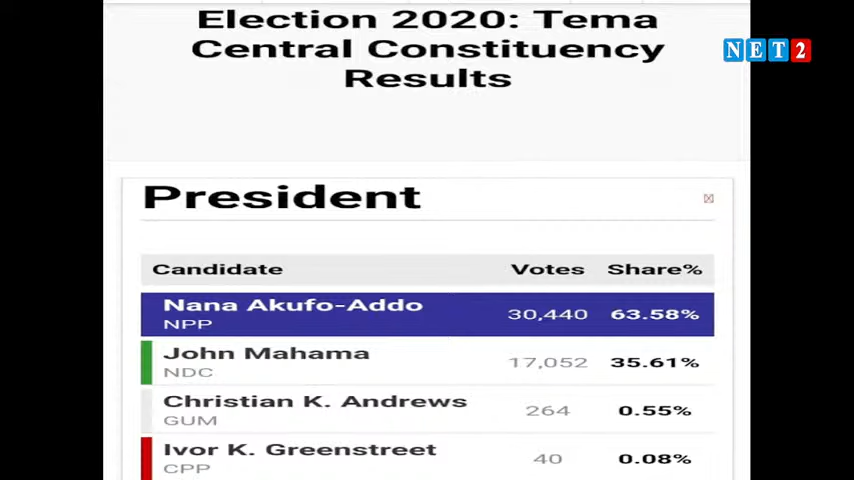 Election 2020: Tema
Central Constituency
Results
NET2
President
Candidate Votes Share%
Nana Akufo-Addo 30,440 63.58%
NPP
John Mahama 17,052 35.61%
NDC
Christian K. Andrews 264 0.55%
GUM
Ivor K. Greenstreet 40 0.08%
CPP